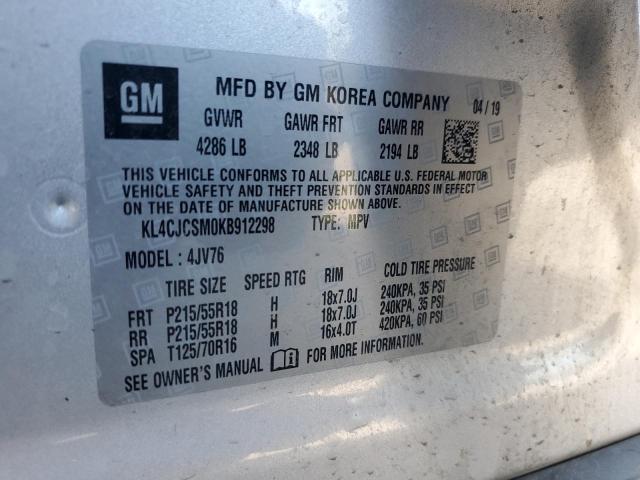 GM MFD BY GM KOREA COMPANY 04/19
GVWR GAWR FRT GAWR RR
4286 LB 2348 LB 2194 LB
THIS VEHICLE CONFORMS TO ALL APPLICABLE U.S. FEDERAL MOTOR
VEHICLE SAFETY AND THEFT PREVENTION STANDARDS IN EFFECT
ON THE DATE OF MANUFACTURE SHOWN ABOVE.
KL4CJCSM0KB912298 TYPE: MPV
MODEL : 4JV76
TIRE SIZE SPEED RTG RIM COLD TIRE PRESSURE
FRT P215/55R18 H 18x7.0J 240KPA, 35 PSI
RR P215/55R18 H 18x7.0J 240KPA, 35 PSI
SPA T125/70R16 M 16x4.0T 420KPA, 60 PSI
SEE OWNER'S MANUAL FOR MORE INFORMATION.